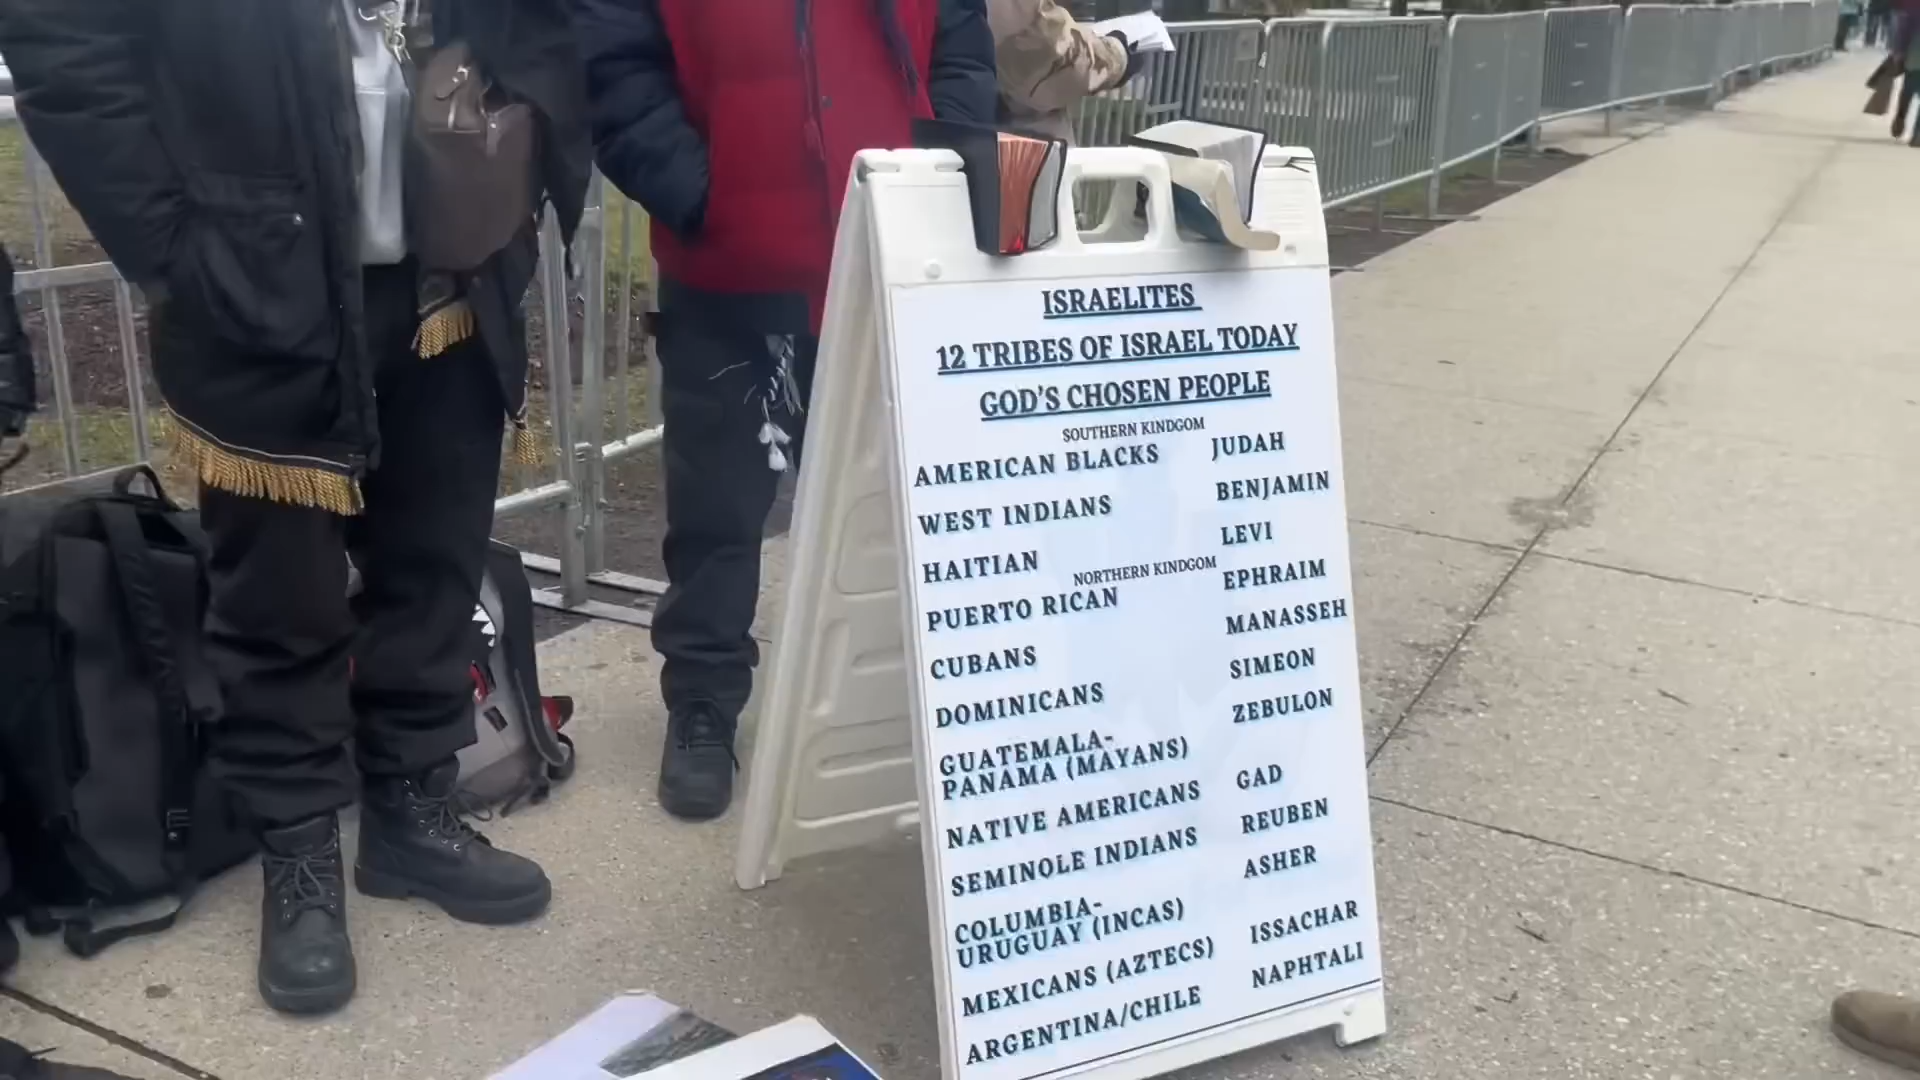 ISRAELITES
12 TRIBES OF ISRAEL TODAY
GOD'S CHOSEN PEOPLE
SOUTHERN KINDGOM
AMERICAN BLACKS JUDAH
WEST INDIANS BENJAMIN
HAITIAN LEVI
NORTHERN KINDGOM
PUERTO RICAN EPHRAIM
CUBANS MANASSEH
DOMINICANS SIMEON
GUATEMALA-
PANAMA (MAYANS) ZEBULON
NATIVE AMERICANS GAD
SEMINOLE INDIANS REUBEN
COLUMBIA-
URUGUAY (INCAS) ASHER
MEXICANS (AZTECS) ISSACHAR
ARGENTINA/CHILE NAPHTALI